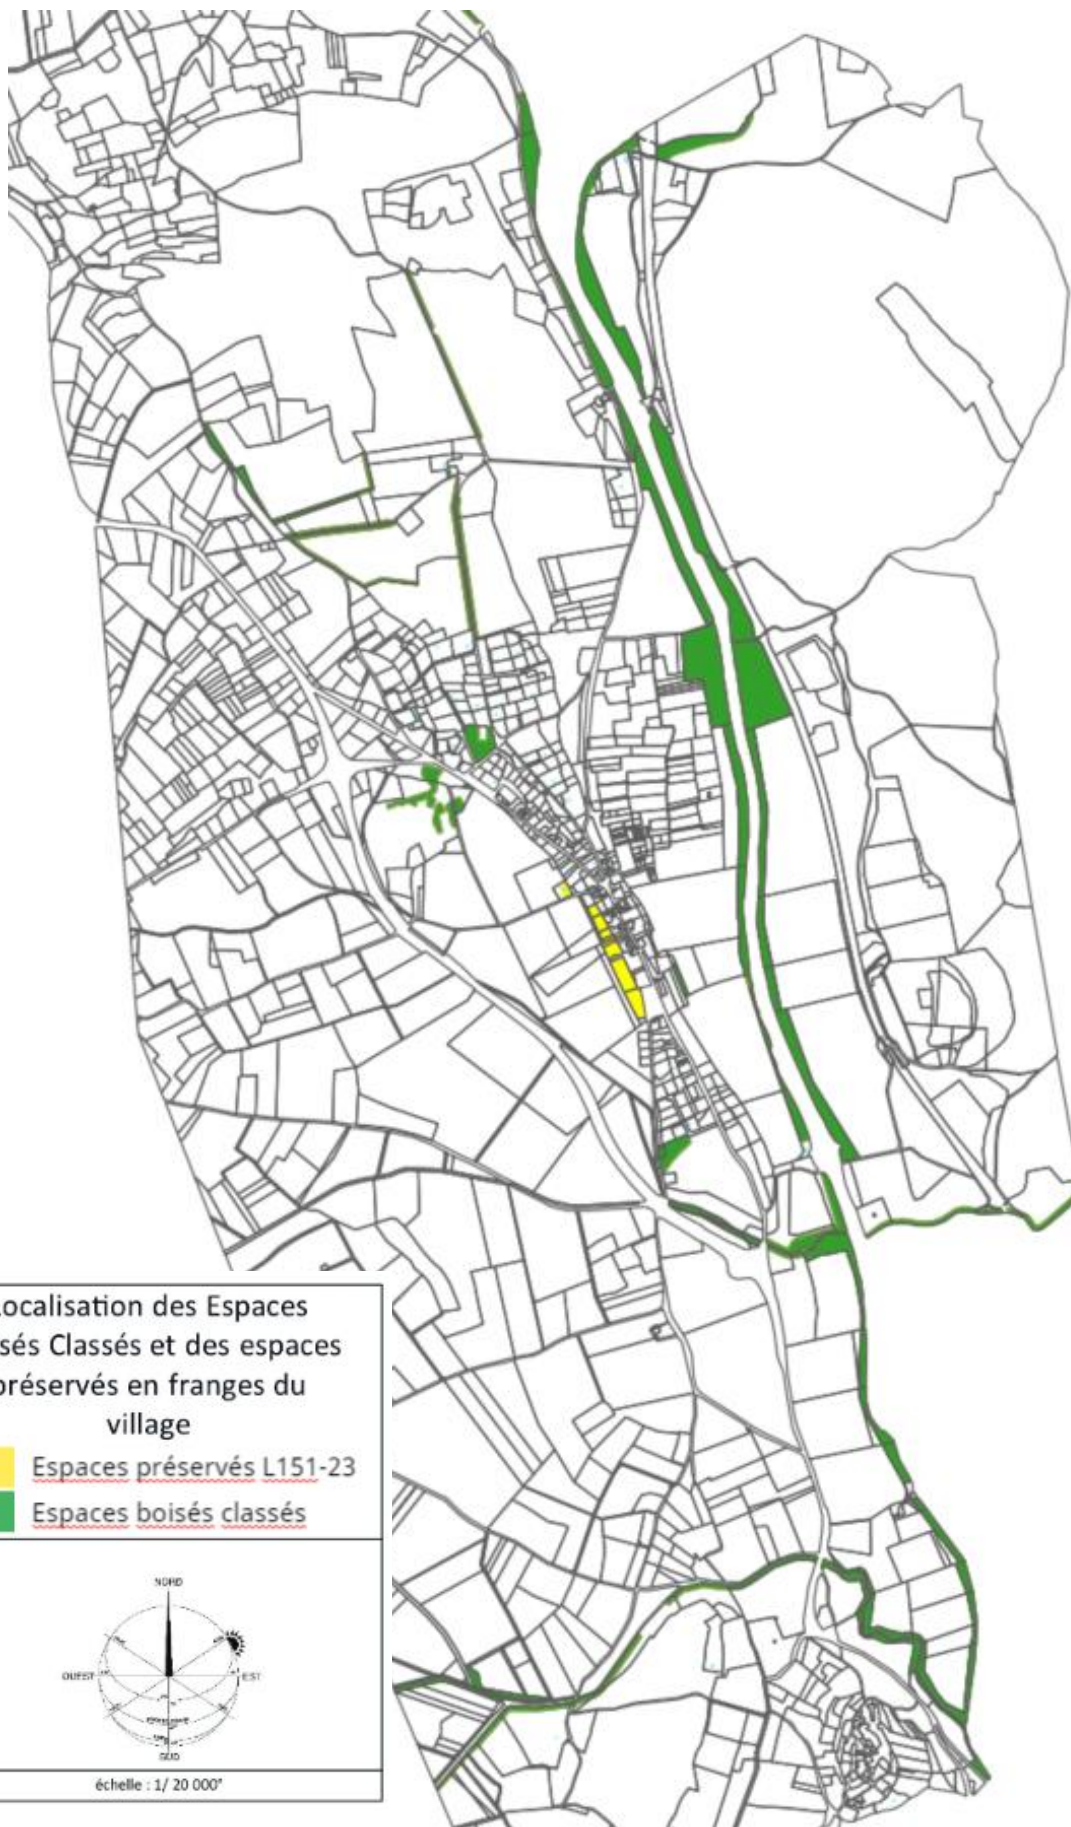 ocalisation des Espaces
sés Classés et des espaces
préservés en franges du
village
Espaces préservés L151-23
Espaces boisés classés
NORD
OUEST
EST
SUD
échelle : 1/ 20 000°